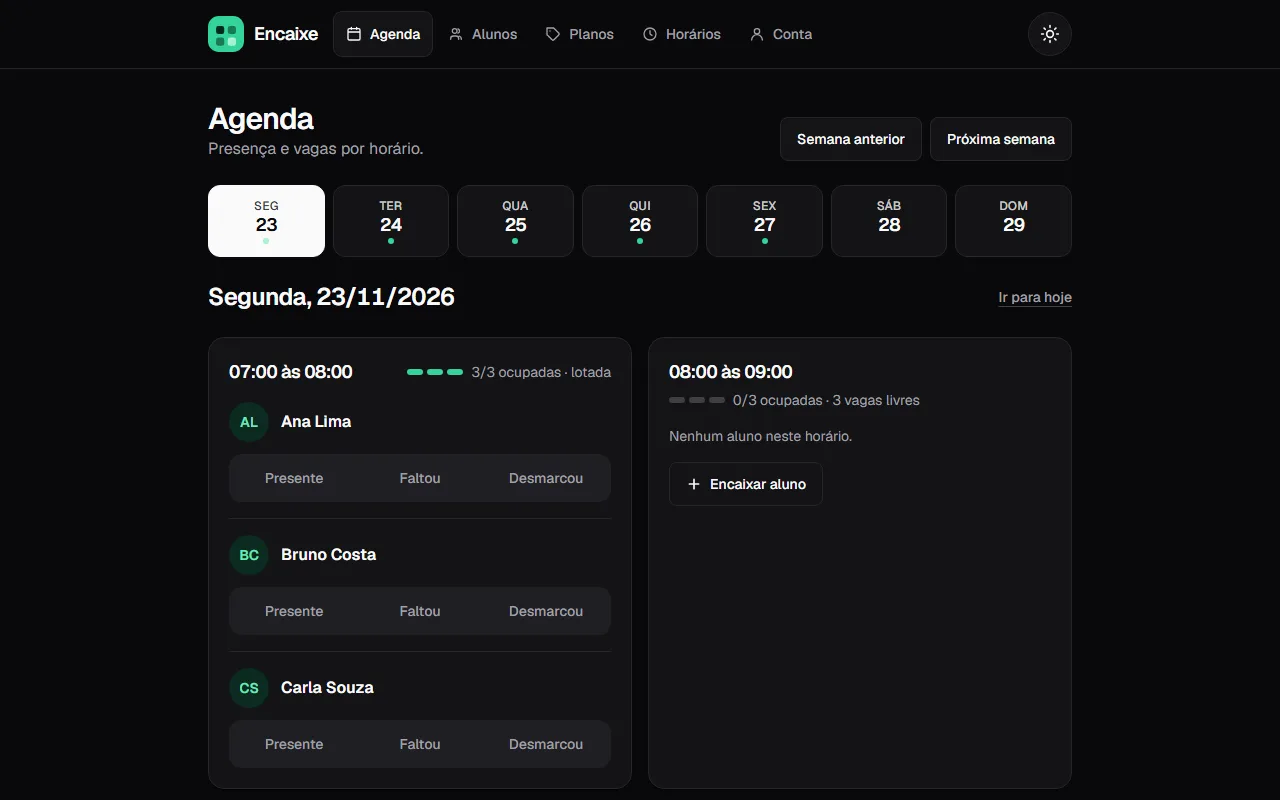 Encaixe
Agenda
Alunos
Planos
Horários
Conta
Agenda
Presença e vagas por horário.
Semana anterior
Próxima semana
SEG
23
TER
24
QUA
25
QUI
26
SEX
27
SÁB
28
DOM
29
Segunda, 23/11/2026
Ir para hoje
07:00 às 08:00
3/3 ocupadas · lotada
AL
Ana Lima
Presente
Faltou
Desmarcou
BC
Bruno Costa
Presente
Faltou
Desmarcou
CS
Carla Souza
Presente
Faltou
Desmarcou
08:00 às 09:00
0/3 ocupadas · 3 vagas livres
Nenhum aluno neste horário.
Encaixar aluno